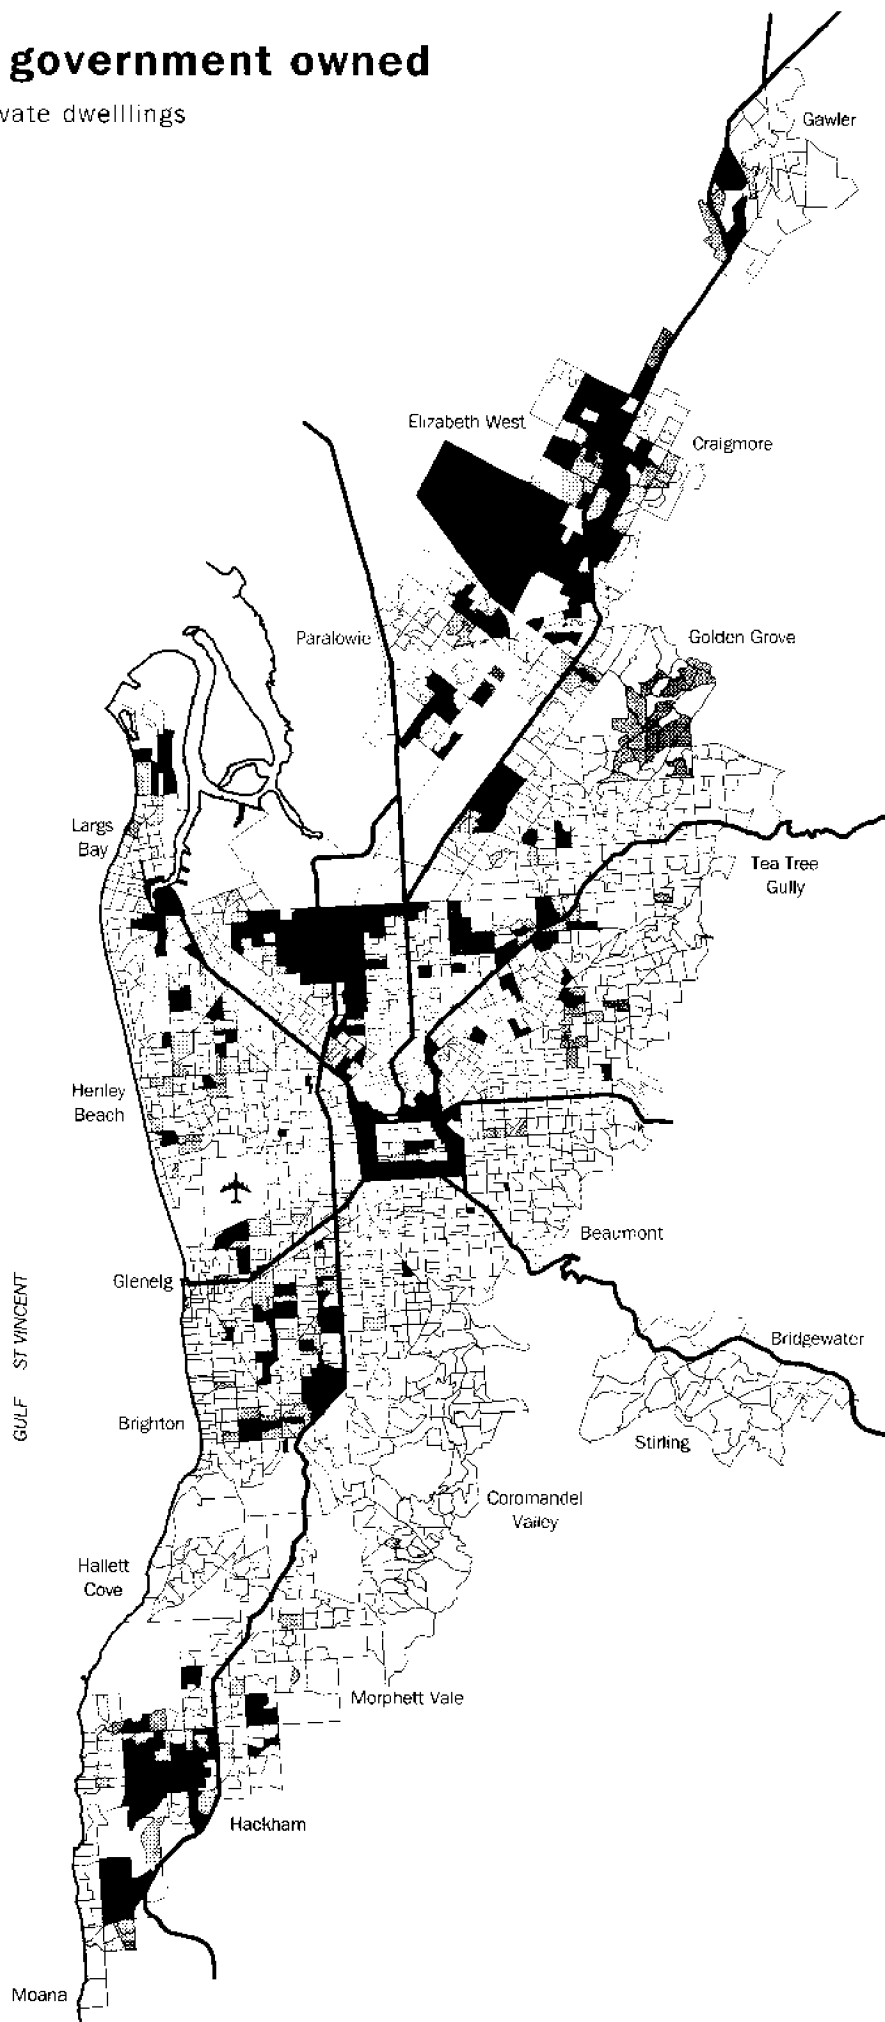 government owned
vate dwelllings
Gawler
Elizabeth West
Craigmore
Paralowie
Golden Grove
Largs
Bay
Tea Tree
Gully
Henley
Beach
Beaumont
Glenelg
GULF ST VINCENT
Bridgewater
Brighton
Stirling
Coromandel
Valley
Hallett
Cove
Morphett Vale
Hackham
Moana